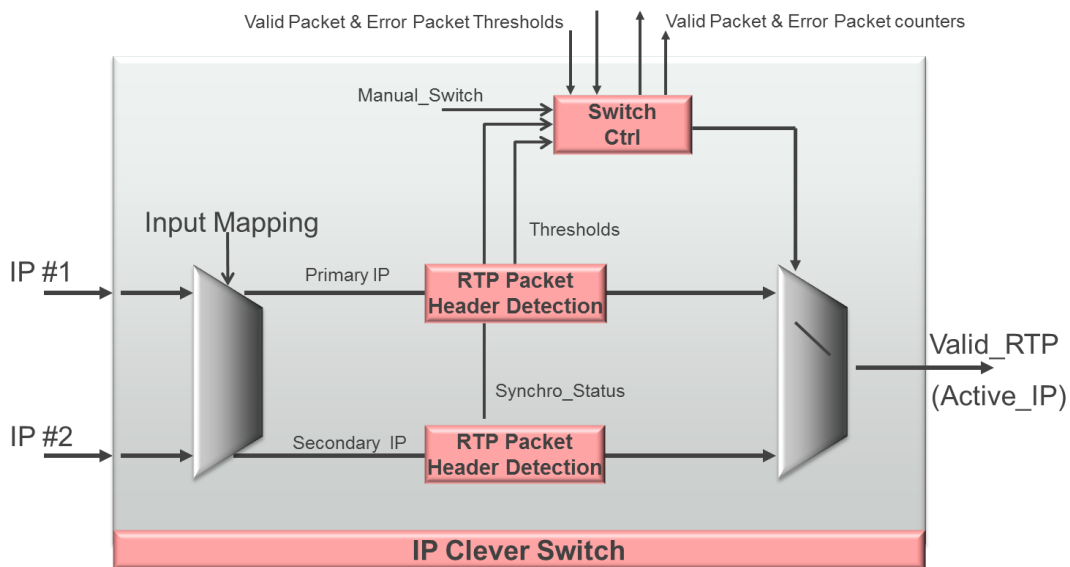 Valid Packet & Error Packet Thresholds
Valid Packet & Error Packet counters
Manual_Switch
Switch
Ctrl
Input Mapping
Thresholds
IP #1
Primary IP
RTP Packet
Header Detection
Valid_RTP
(Active_IP)
Synchro_Status
IP #2
Secondary IP
RTP Packet
Header Detection
IP Clever Switch